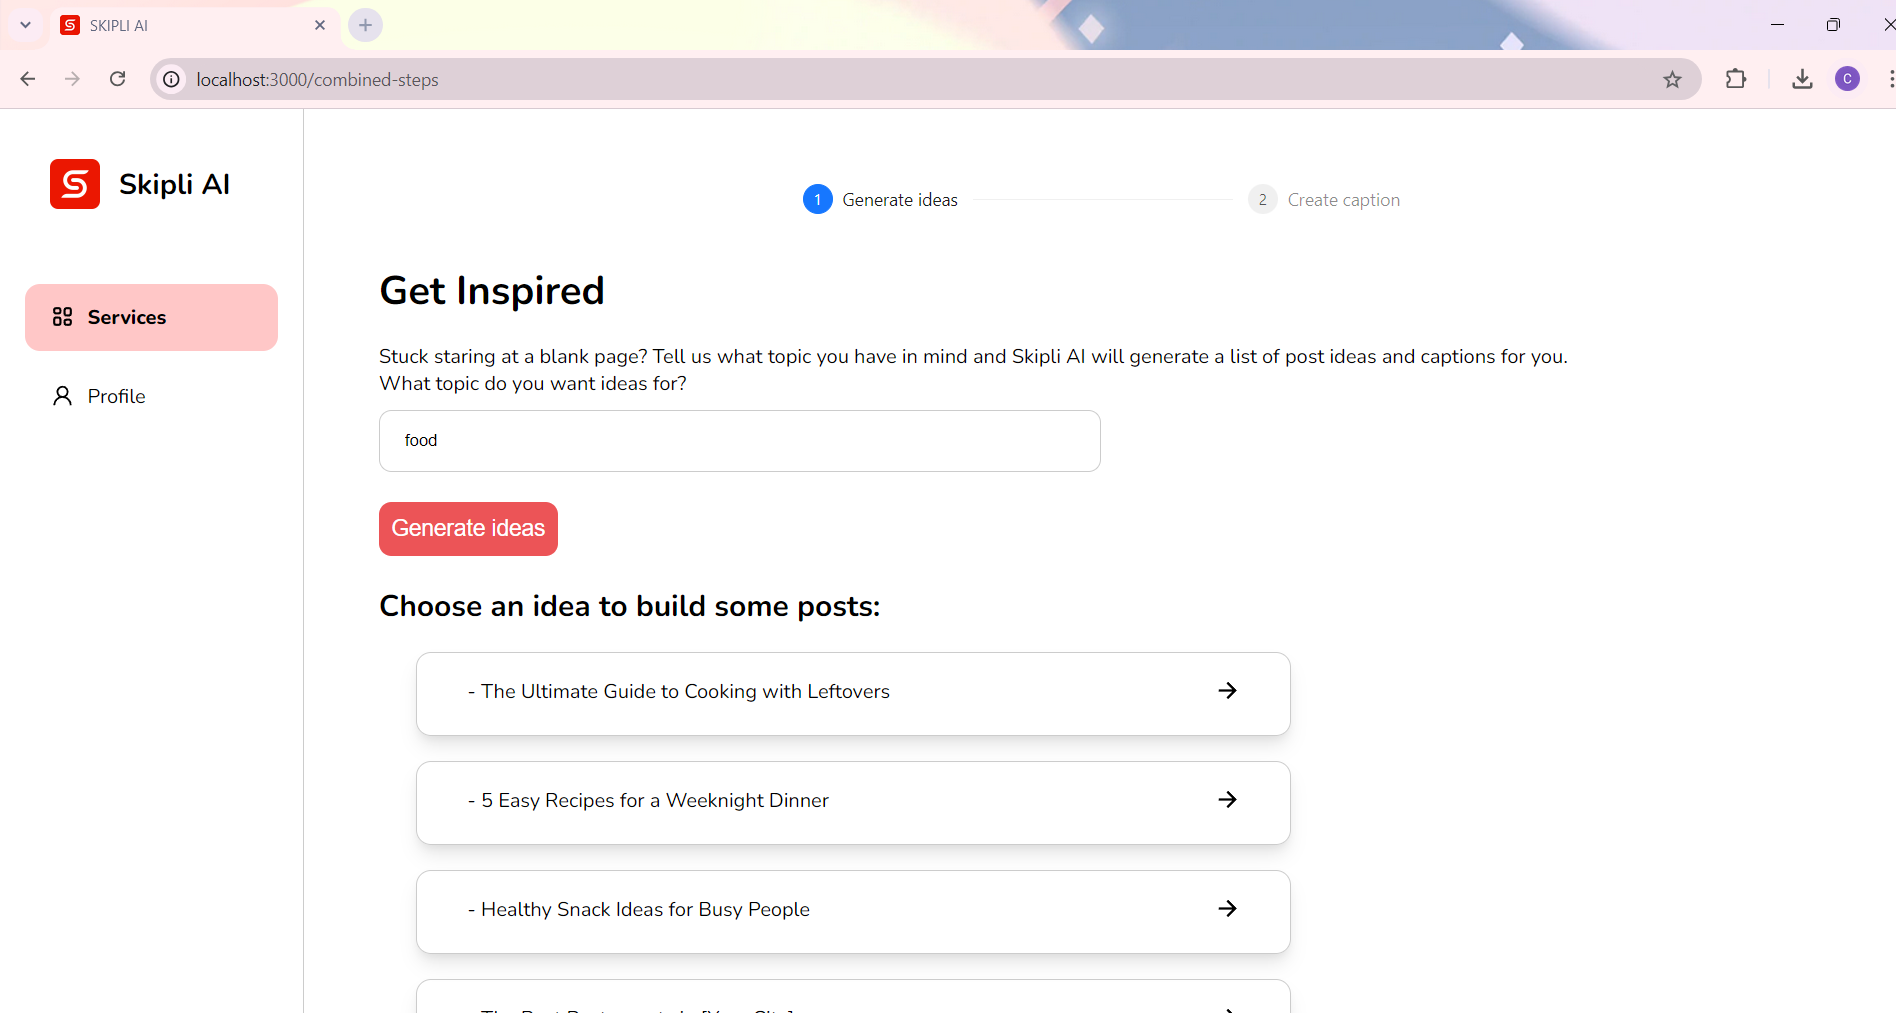 SKIPLI AI
localhost:3000/combined-steps
C
Skipli AI
1 Generate ideas
2 Create caption
Services
Profile
Get Inspired
Stuck staring at a blank page? Tell us what topic you have in mind and Skipli AI will generate a list of post ideas and captions for you.
What topic do you want ideas for?
food
Generate ideas
Choose an idea to build some posts:
- The Ultimate Guide to Cooking with Leftovers
- 5 Easy Recipes for a Weeknight Dinner
- Healthy Snack Ideas for Busy People